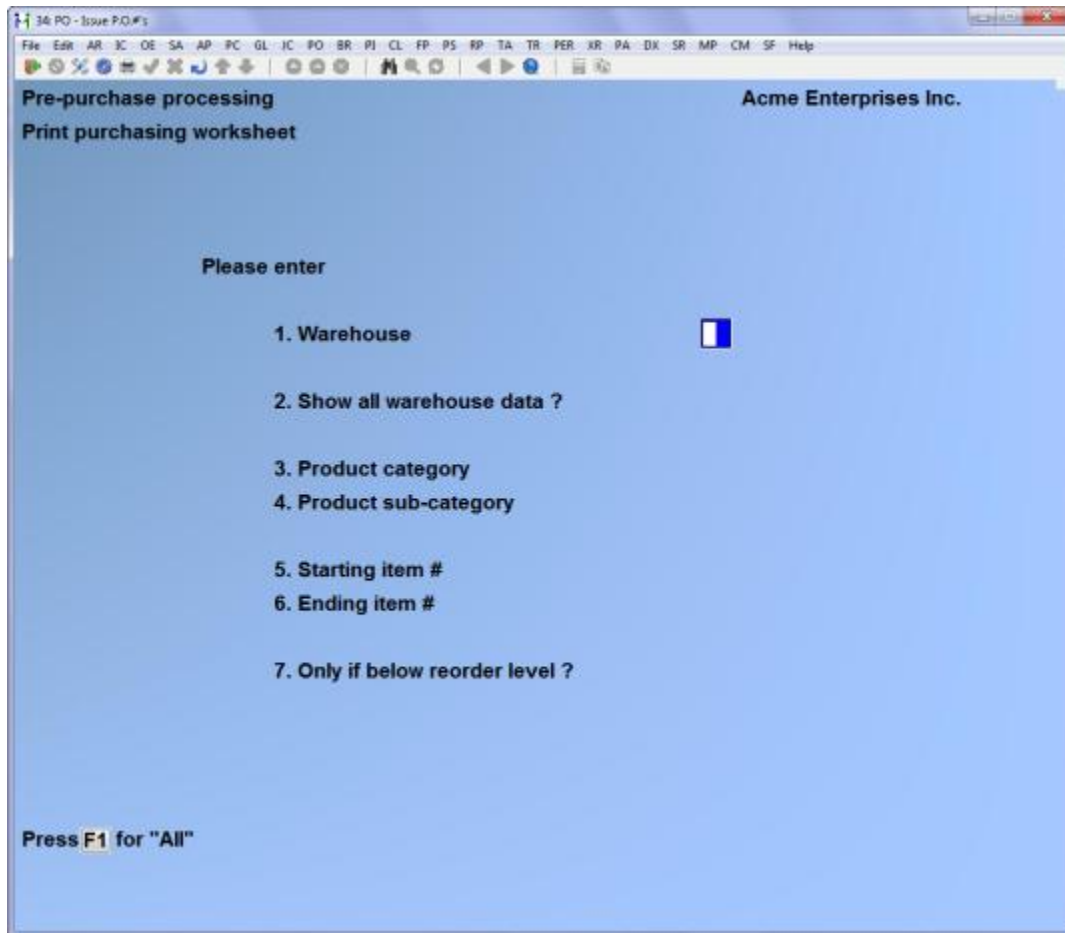 34: PO - Issue P.O.#'s
File Edit AR IC OE SA AP PC GL JC PO BR PI CL FP PS RP TA TR PER XR PA DX SR MP CM SF Help
Pre-purchase processing
Acme Enterprises Inc.
Print purchasing worksheet
Please enter
1. Warehouse
2. Show all warehouse data ?
3. Product category
4. Product sub-category
5. Starting item #
6. Ending item #
7. Only if below reorder level ?
Press F1 for "All"